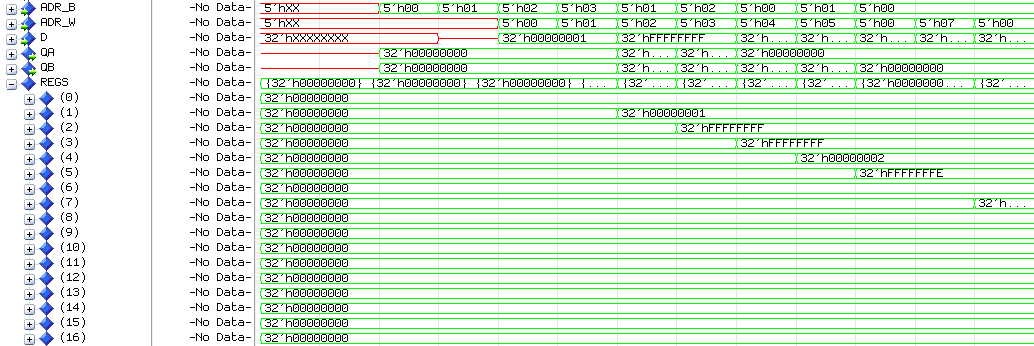 ADR_B -No Data- 5'hXX 5'h00 5'h01 5'h02 5'h03 5'h01 5'h02 5'h00 5'h01 5'h00
ADR_W -No Data- 5'hXX 5'h00 5'h01 5'h02 5'h03 5'h04 5'h05 5'h00 5'h07 5'h00
D -No Data- 32'hXXXXXXXX 32'h00000001 32'hFFFFFFFF 32'h... 32'h... 32'h... 32'h... 32'h...
QA -No Data- 32'h00000000 32'h... 32'h... 32'h00000000
QB -No Data- 32'h00000000 32'h... 32'h... 32'h... 32'h... 32'h00000000
REGS -No Data- {32'h00000000} {32'h00000000} {32'h00000000} {... {32'... {32'... {32'... {32'... {32'h00000000... {32'...
(0) -No Data- 32'h00000000
(1) -No Data- 32'h00000000 32'h00000001
(2) -No Data- 32'h00000000 32'hFFFFFFFF
(3) -No Data- 32'h00000000 32'hFFFFFFFF
(4) -No Data- 32'h00000000 32'h00000002
(5) -No Data- 32'h00000000 32'hFFFFFFFE
(6) -No Data- 32'h00000000
(7) -No Data- 32'h00000000 32'h...
(8) -No Data- 32'h00000000
(9) -No Data- 32'h00000000
(10) -No Data- 32'h00000000
(11) -No Data- 32'h00000000
(12) -No Data- 32'h00000000
(13) -No Data- 32'h00000000
(14) -No Data- 32'h00000000
(15) -No Data- 32'h00000000
(16) -No Data- 32'h00000000